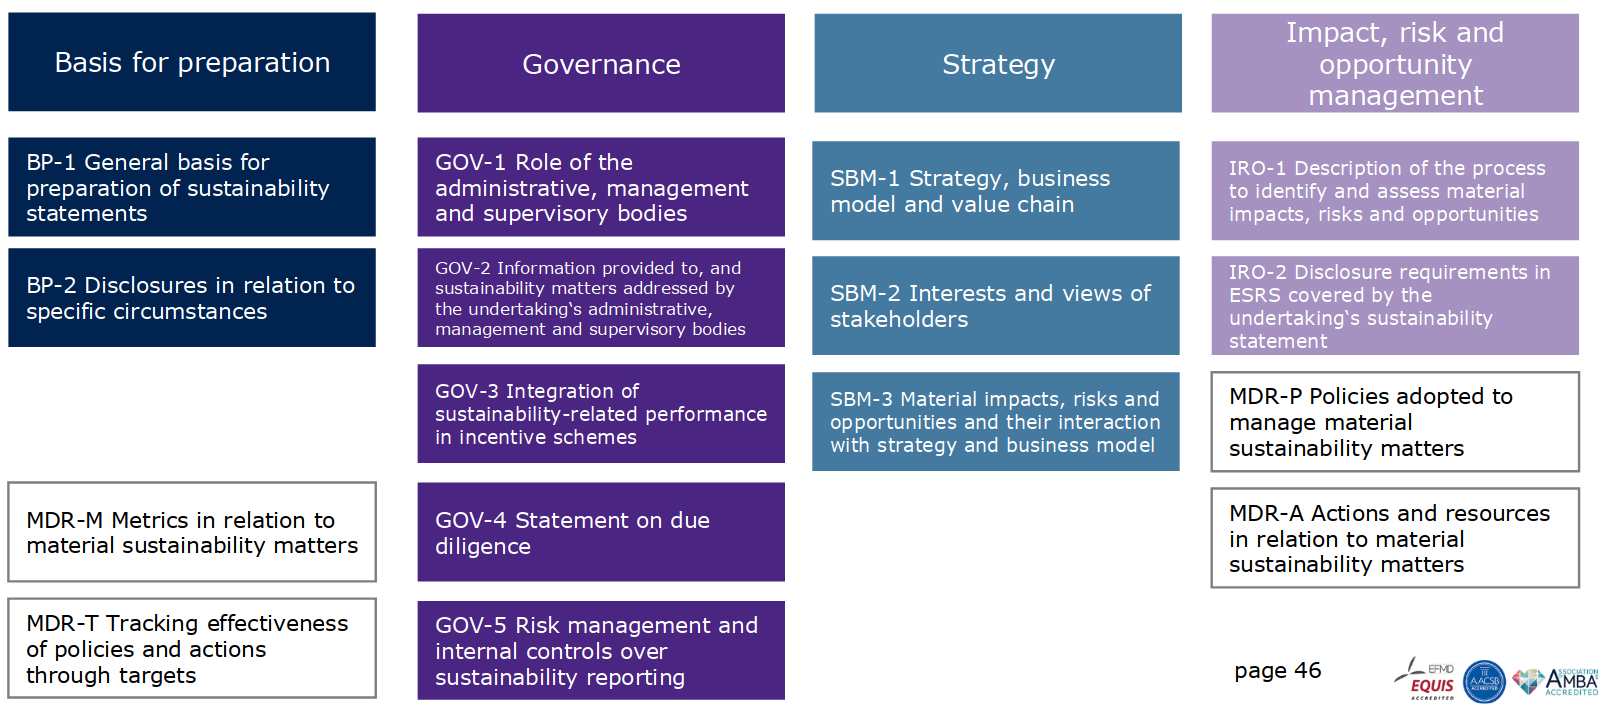 Basis for preparation
BP-1 General basis for
preparation of sustainability
statements
BP-2 Disclosures in relation to
specific circumstances
MDR-M Metrics in relation to
material sustainability matters
MDR-T Tracking effectiveness
of policies and actions
through targets
Governance
GOV-1 Role of the
administrative, management
and supervisory bodies
GOV-2 Information provided to, and
sustainability matters addressed by
the undertaking‘s administrative,
management and supervisory bodies
GOV-3 Integration of
sustainability-related performance
in incentive schemes
GOV-4 Statement on due
diligence
GOV-5 Risk management and
internal controls over
sustainability reporting
Strategy
SBM-1 Strategy, business
model and value chain
SBM-2 Interests and views of
stakeholders
SBM-3 Material impacts, risks and
opportunities and their interaction
with strategy and business model
Impact, risk and
opportunity
management
IRO-1 Description of the process
to identify and assess material
impacts, risks and opportunities
IRO-2 Disclosure requirements in
ESRS covered by the
undertaking‘s sustainability
statement
MDR-P Policies adopted to
manage material
sustainability matters
MDR-A Actions and resources
in relation to material
sustainability matters
page 46
EFMD
EQUIS
ACCREDITED
AACSB
ACCREDITED
ASSOCIATION
AMBA
ACCREDITED